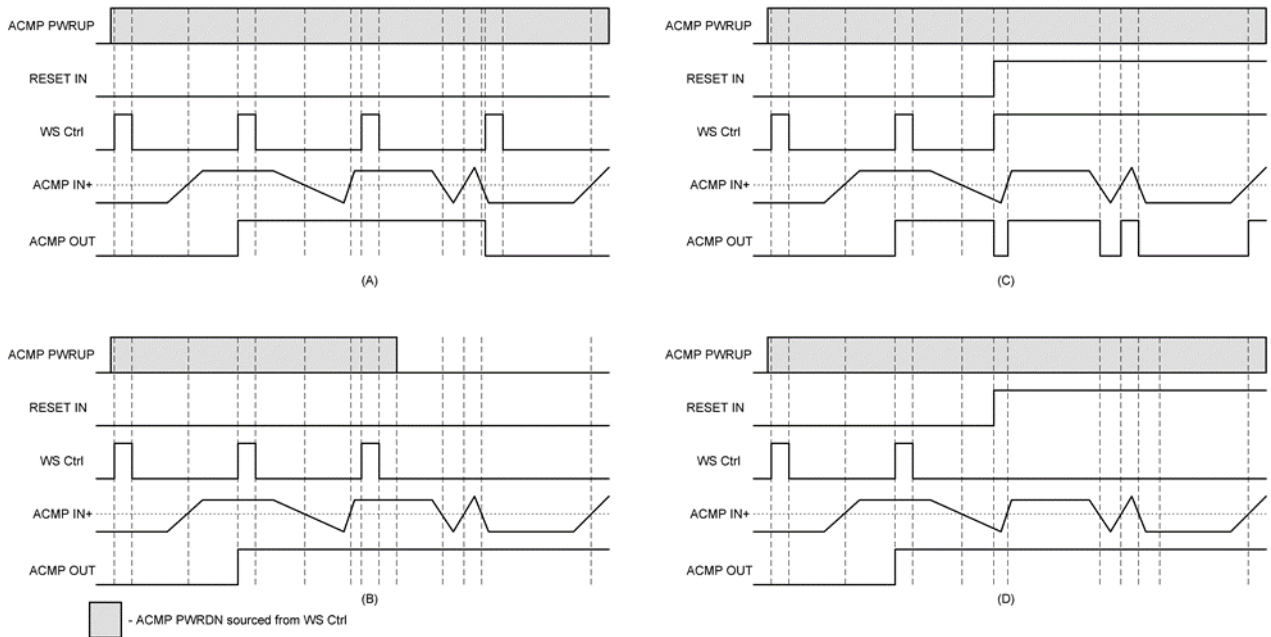 ACMP PWRUP
RESET IN
WS Ctrl
ACMP IN+
ACMP OUT
(A)
ACMP PWRUP
RESET IN
WS Ctrl
ACMP IN+
ACMP OUT
(C)
ACMP PWRUP
RESET IN
WS Ctrl
ACMP IN+
ACMP OUT
(B)
ACMP PWRUP
RESET IN
WS Ctrl
ACMP IN+
ACMP OUT
(D)
- ACMP PWRDN sourced from WS Ctrl